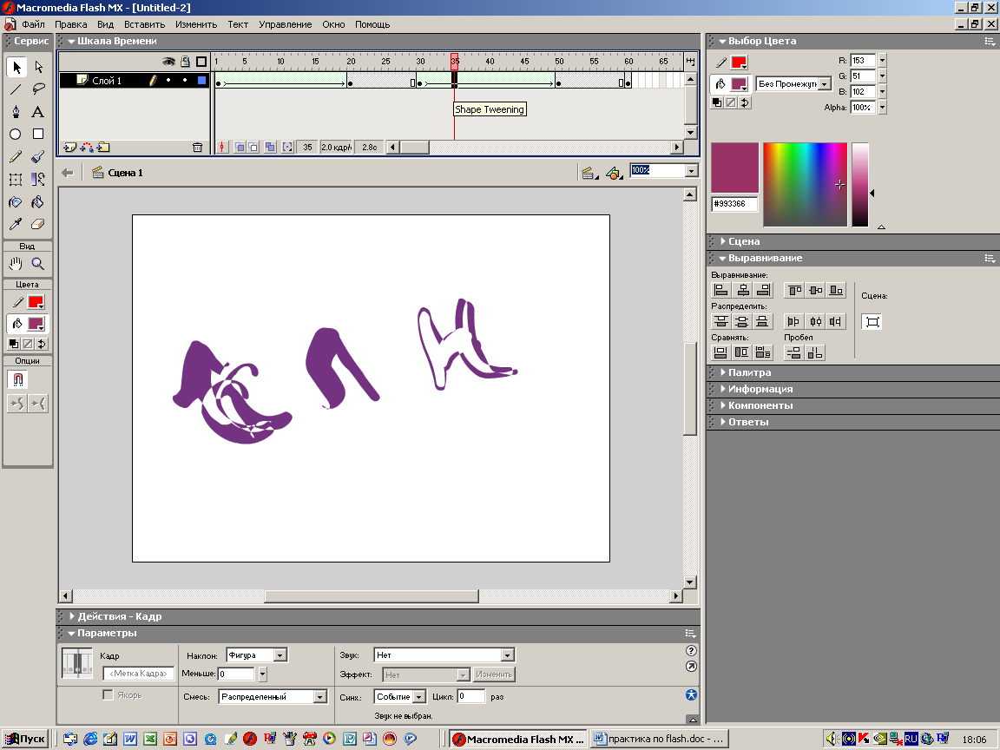 Macromedia Flash MX - [Untitled-2]
Файл Правка Вид Вставить Изменить Тект Управление Окно Помощь
Сервис
Шкала Времени
1 5 10 15 20 25 30 35 40 45 50 55 60 65
Слой 1
Shape Tweening
35 2.0 кдр/ 2.8с
Сцена 1
100%
Вид
Цвета
Опции
Выбор Цвета
R: 153
Без Промежутк
G: 51
B: 102
Alpha: 100%
#993366
Сцена
Выравнивание
Выравнивание:
Сцена:
Распределить:
Сравнять: Пробел
Палитра
Информация
Компоненты
Ответы
Действия - Кадр
Параметры
Кадр
<Метка Кадра>
Якорь
Наклон: Фигура
Меньше: 0
Смесь: Распределенный
Звук: Нет
Эффект: Нет Изменить
Синх.: Событие Цикл: 0 раз
Звук не выбран.
Пуск
Macromedia Flash MX ...
практика по flash.doc - ...
RU
18:06